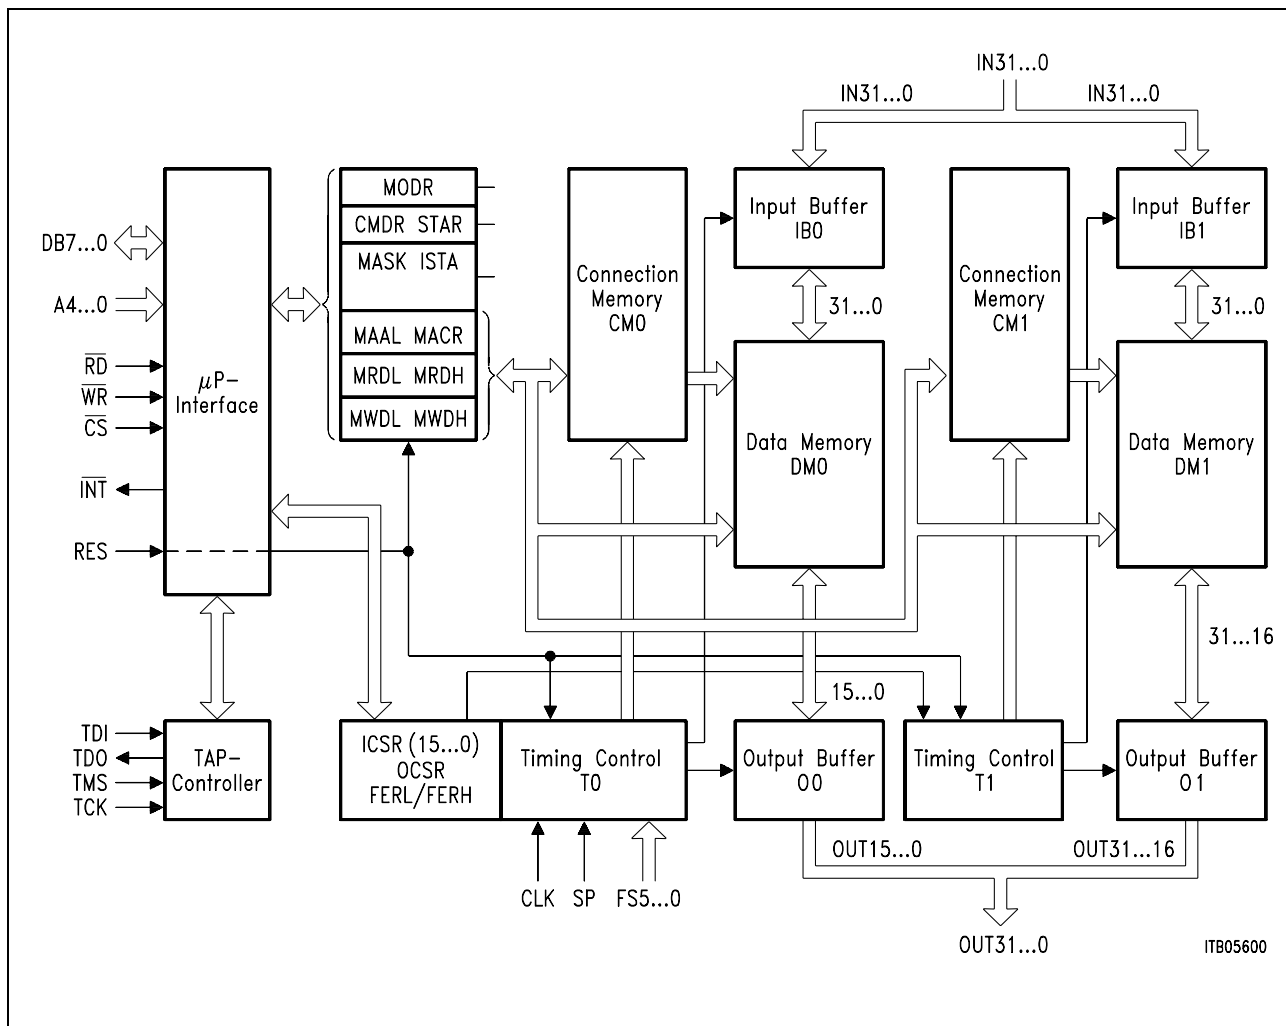 IN31...0
IN31...0
IN31...0
DB7...0
A4...0
RD
WR
CS
INT
RES
μP-
Interface
MODR
CMDR STAR
MASK ISTA
MAAL MACR
MRDL MRDH
MWDL MWDH
Connection
Memory
CM0
Input Buffer
IB0
31...0
Data Memory
DM0
Connection
Memory
CM1
Input Buffer
IB1
31...0
Data Memory
DM1
31...16
15...0
TDI
TDO
TMS
TCK
TAP-
Controller
ICSR (15...0)
OCSR
FERL/FERH
Timing Control
T0
Output Buffer
O0
Timing Control
T1
Output Buffer
O1
CLK
SP
FS5...0
OUT15...0
OUT31...16
OUT31...0
ITB05600